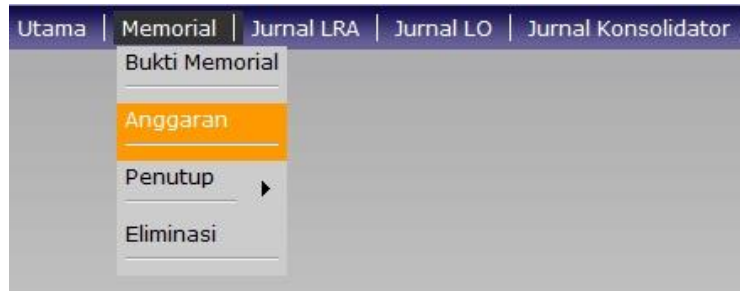 Utama | Memorial | Jurnal LRA | Jurnal LO | Jurnal Konsolidator
Bukti Memorial
Anggaran
Penutup
Eliminasi